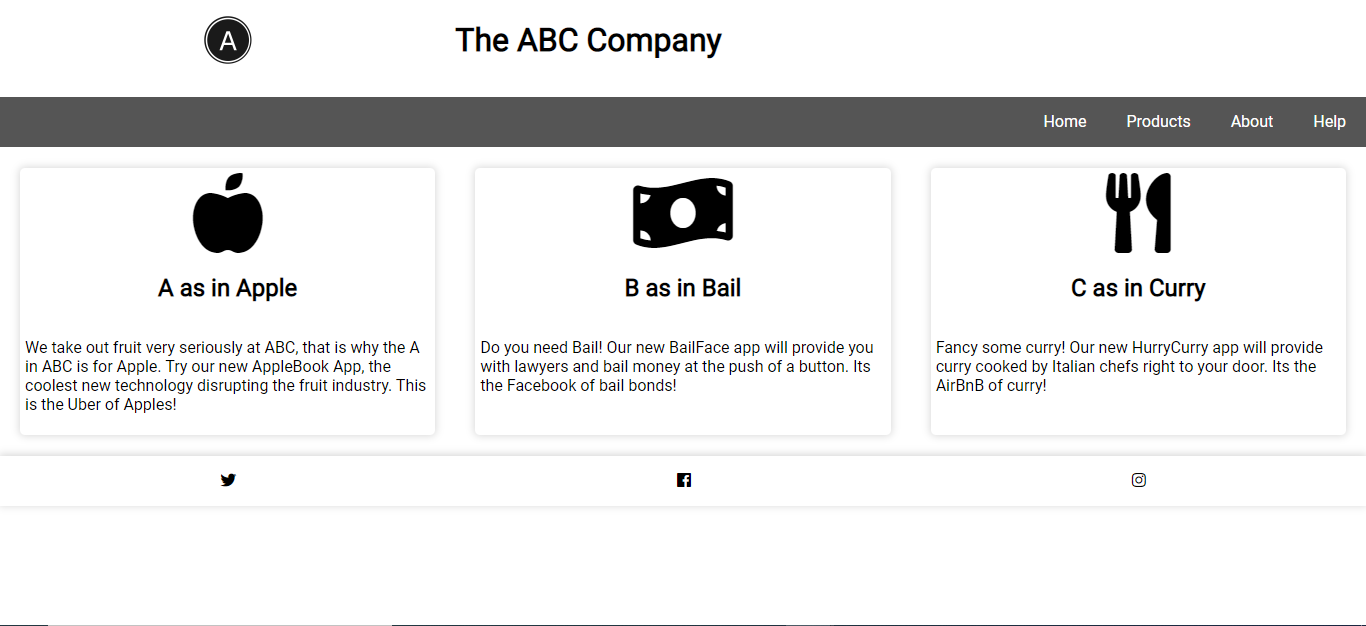 A
The ABC Company
Home Products About Help
A as in Apple
We take out fruit very seriously at ABC, that is why the A
in ABC is for Apple. Try our new AppleBook App, the
coolest new technology disrupting the fruit industry. This
is the Uber of Apples!
B as in Bail
Do you need Bail! Our new BailFace app will provide you
with lawyers and bail money at the push of a button. Its
the Facebook of bail bonds!
C as in Curry
Fancy some curry! Our new HurryCurry app will provide
curry cooked by Italian chefs right to your door. Its the
AirBnB of curry!